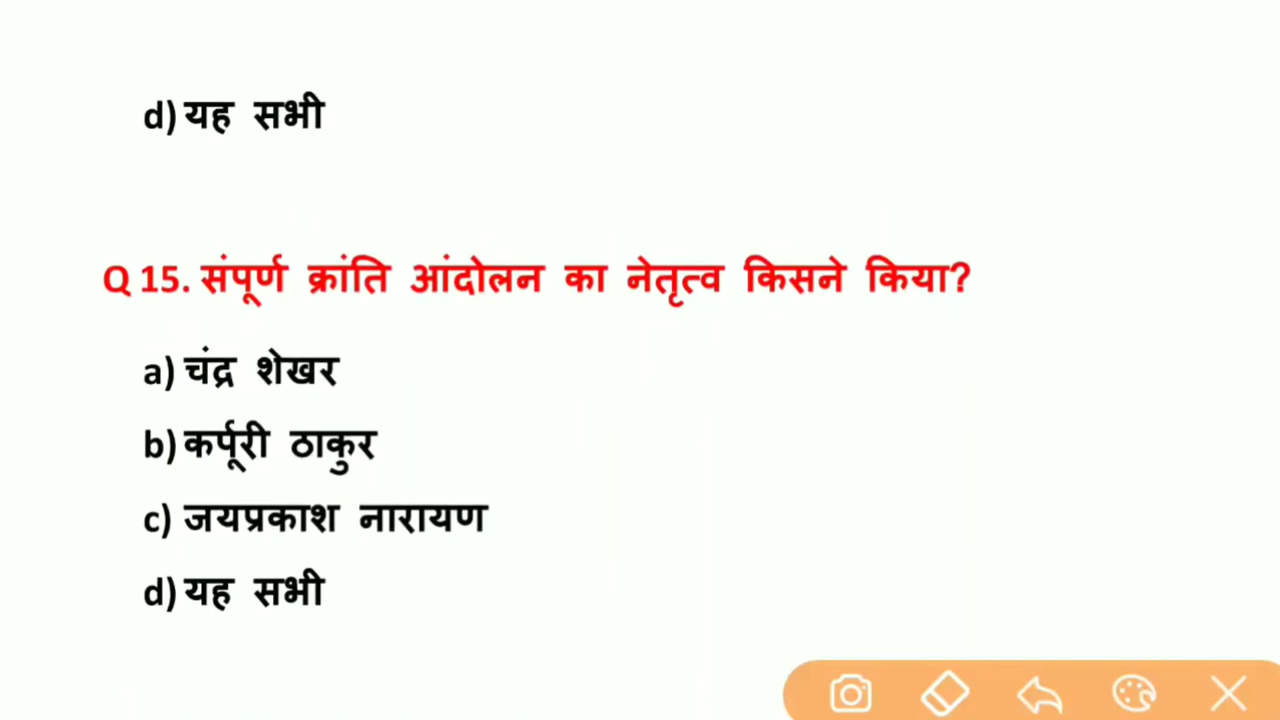 d) यह सभी
Q 15. संपूर्ण क्रांति आंदोलन का नेतृत्व किसने किया?
a) चंद्र शेखर
b) कर्पूरी ठाकुर
c) जयप्रकाश नारायण
d) यह सभी